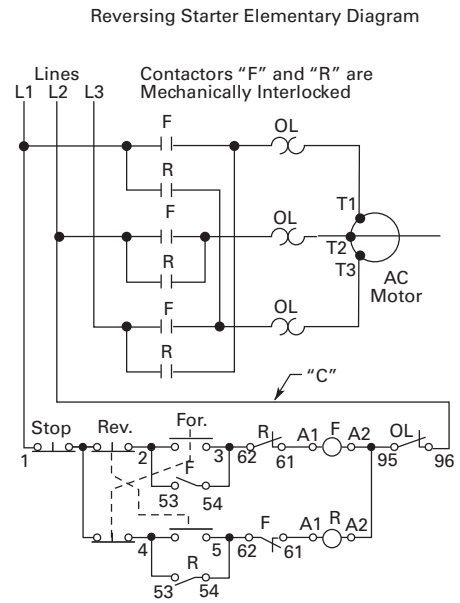 Reversing Starter Elementary Diagram
Lines
L1 L2 L3
Contactors “F” and “R” are
Mechanically Interlocked
F
OL
R
T1
F
OL
T2
R
T3
AC
Motor
F
OL
R
“C”
Stop
Rev.
For.
R
A1 F A2
OL
1
2
3
62
61
95
96
F
53
54
4
5
62
F
61
A1 R A2
R
53
54